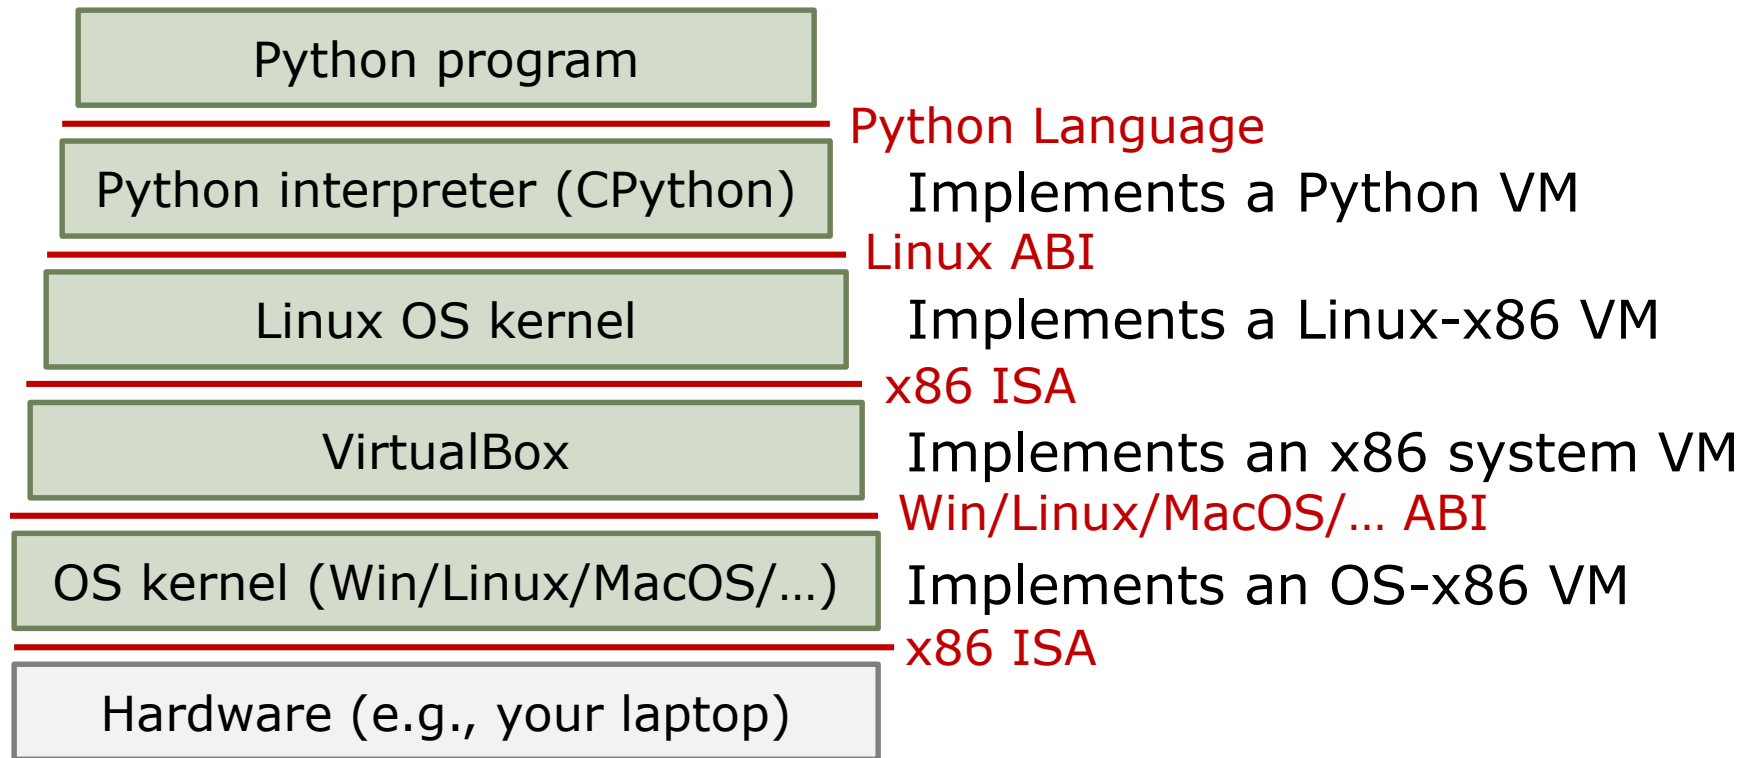 Python program
Python Language
Python interpreter (CPython)
Implements a Python VM
Linux ABI
Linux OS kernel
Implements a Linux-x86 VM
x86 ISA
VirtualBox
Implements an x86 system VM
Win/Linux/MacOS/… ABI
OS kernel (Win/Linux/MacOS/…)
Implements an OS-x86 VM
x86 ISA
Hardware (e.g., your laptop)